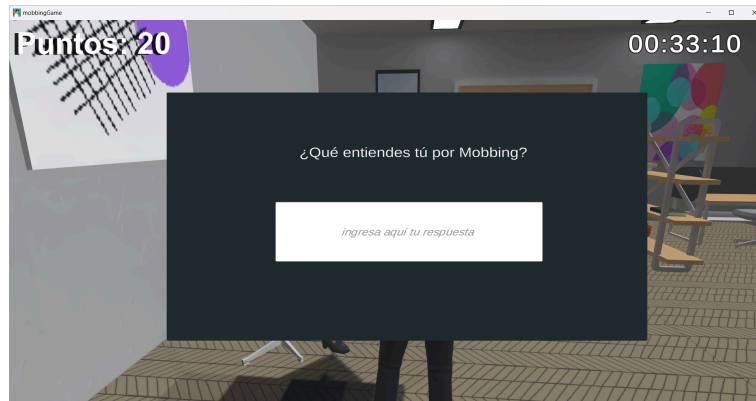 mobbingGame
Puntos: 20
00:33:10
¿Qué entiendes tú por Mobbing?
ingresa aquí tu respuesta